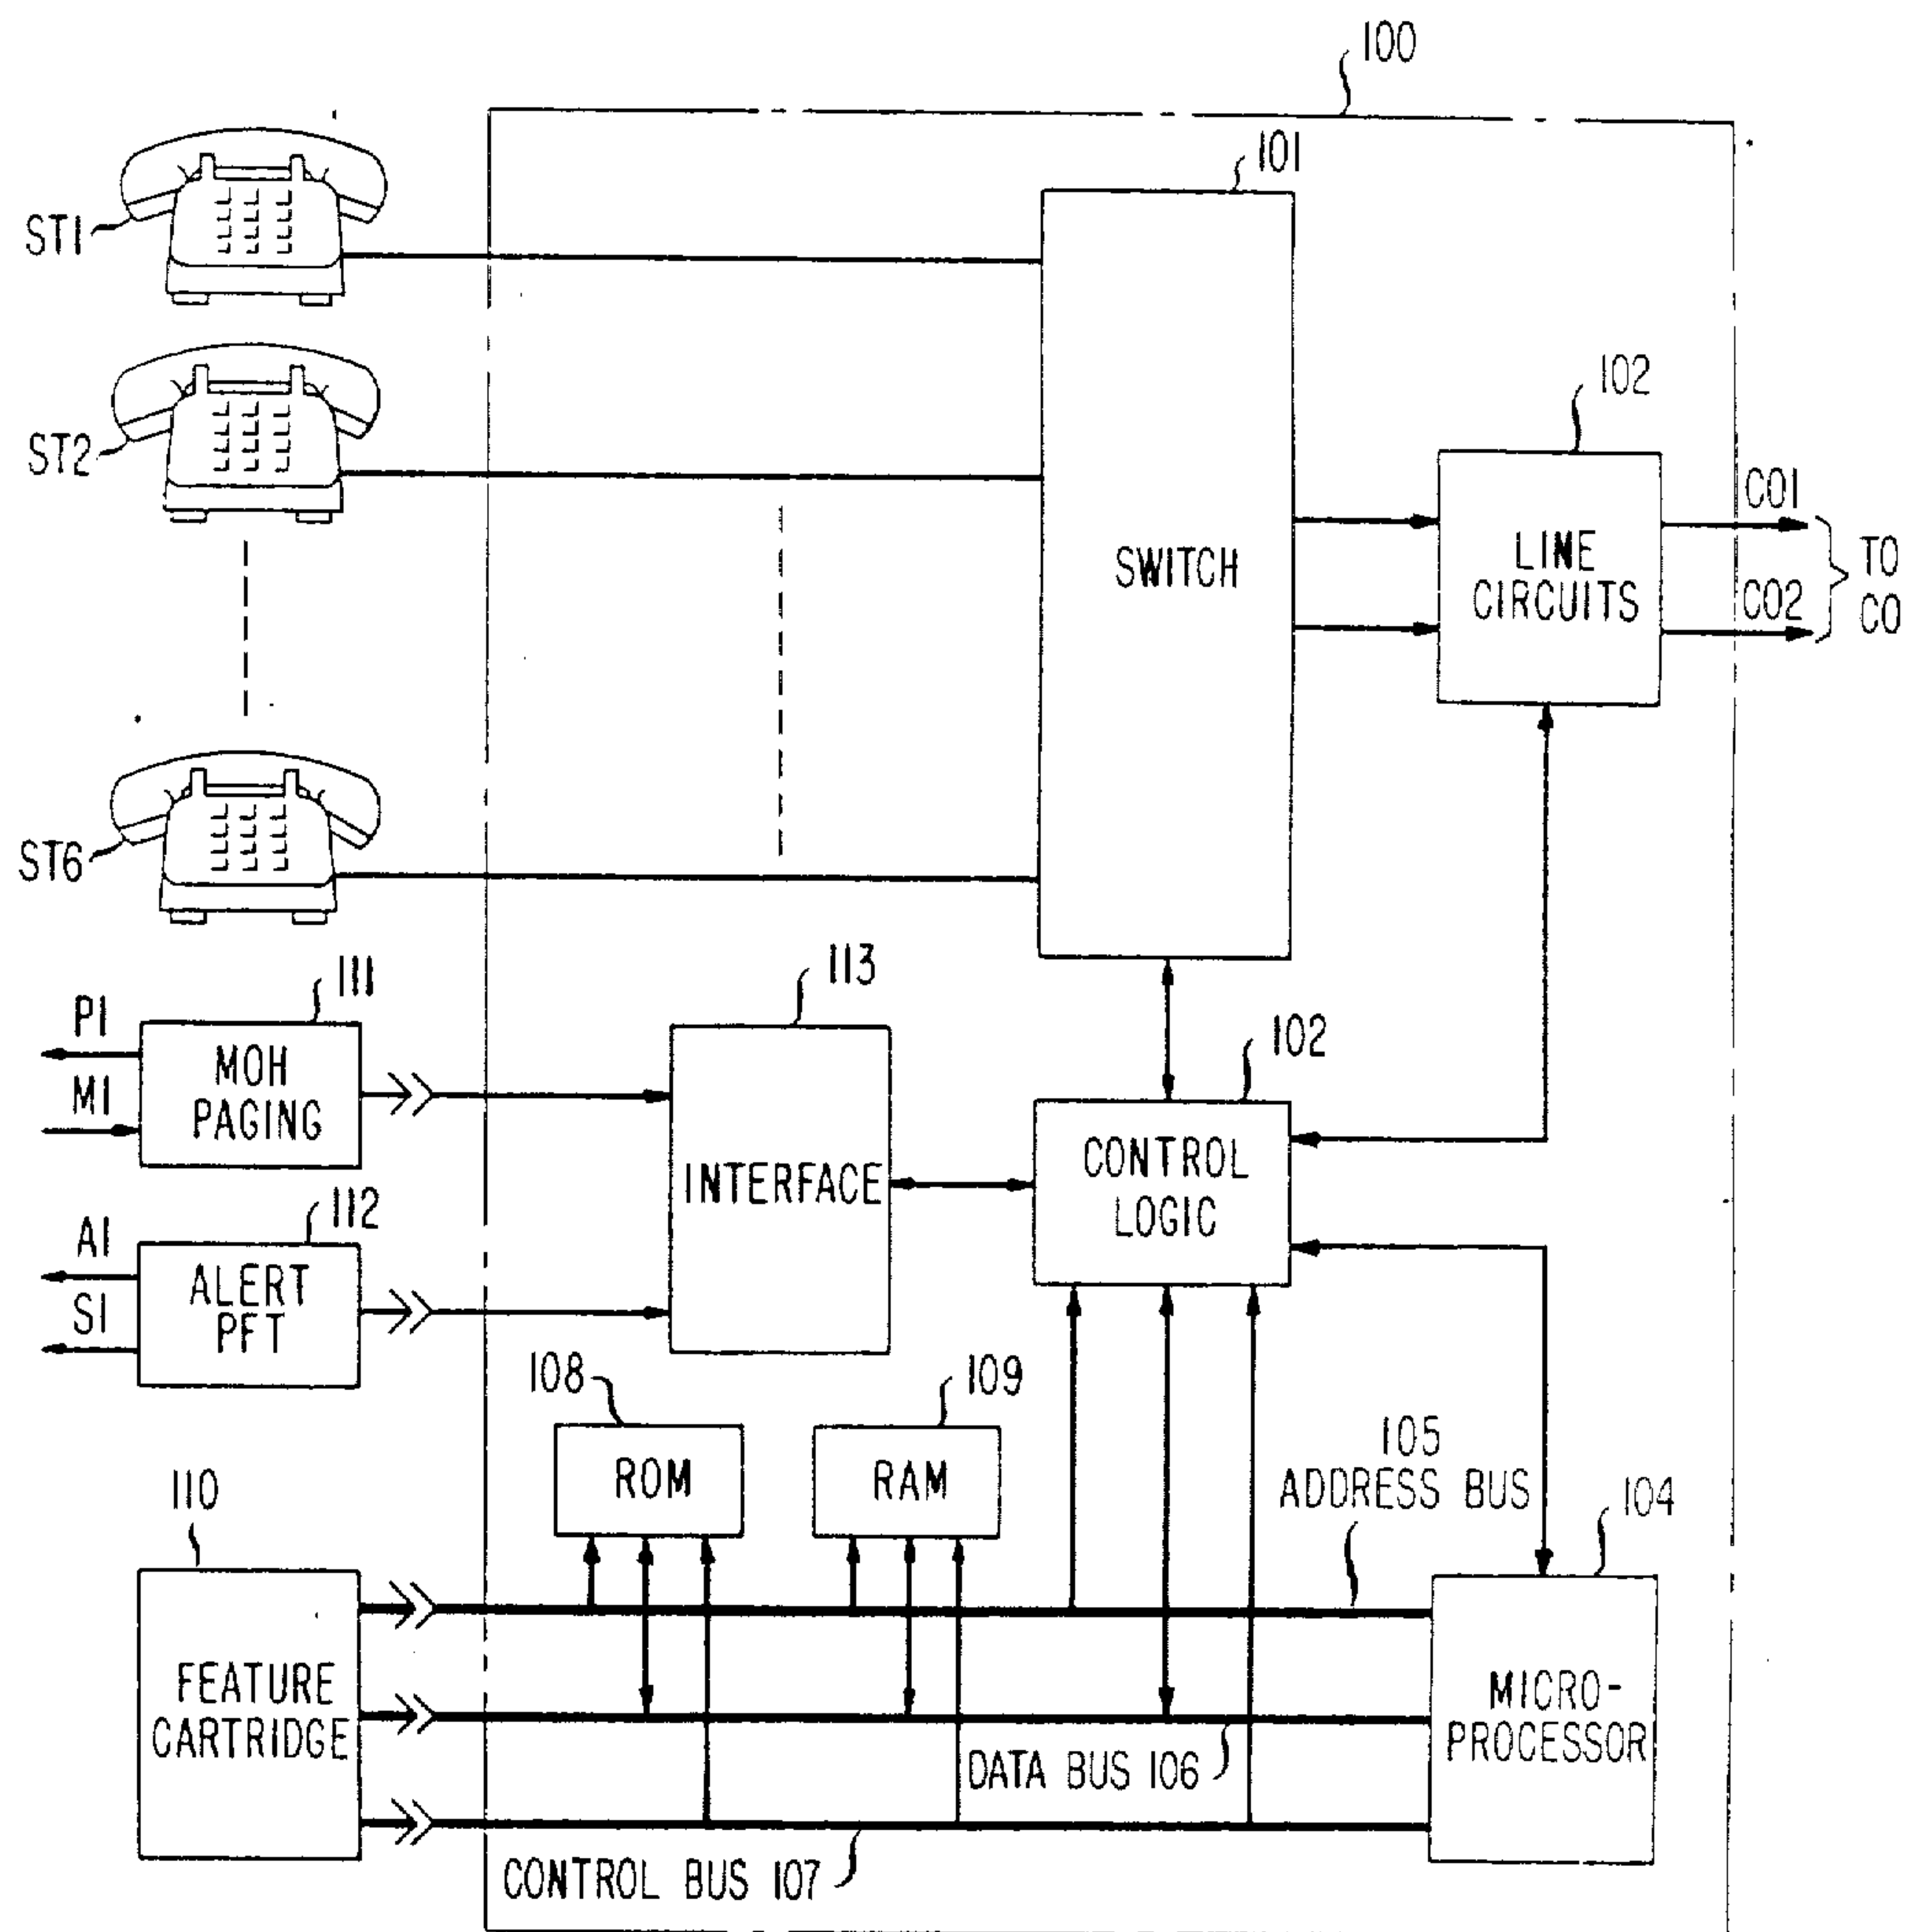 100
101
ST1
ST2
102
SWITCH
LINE
CIRCUITS
CO1
CO2
TO
CO
ST6
111
113
P1
M1
MOH
PAGING
102
INTERFACE
CONTROL
LOGIC
112
A1
S1
ALERT
PFT
108
109
ROM
RAM
105
ADDRESS BUS
104
110
FEATURE
CARTRIDGE
MICRO-
PROCESSOR
DATA BUS 106
CONTROL BUS 107